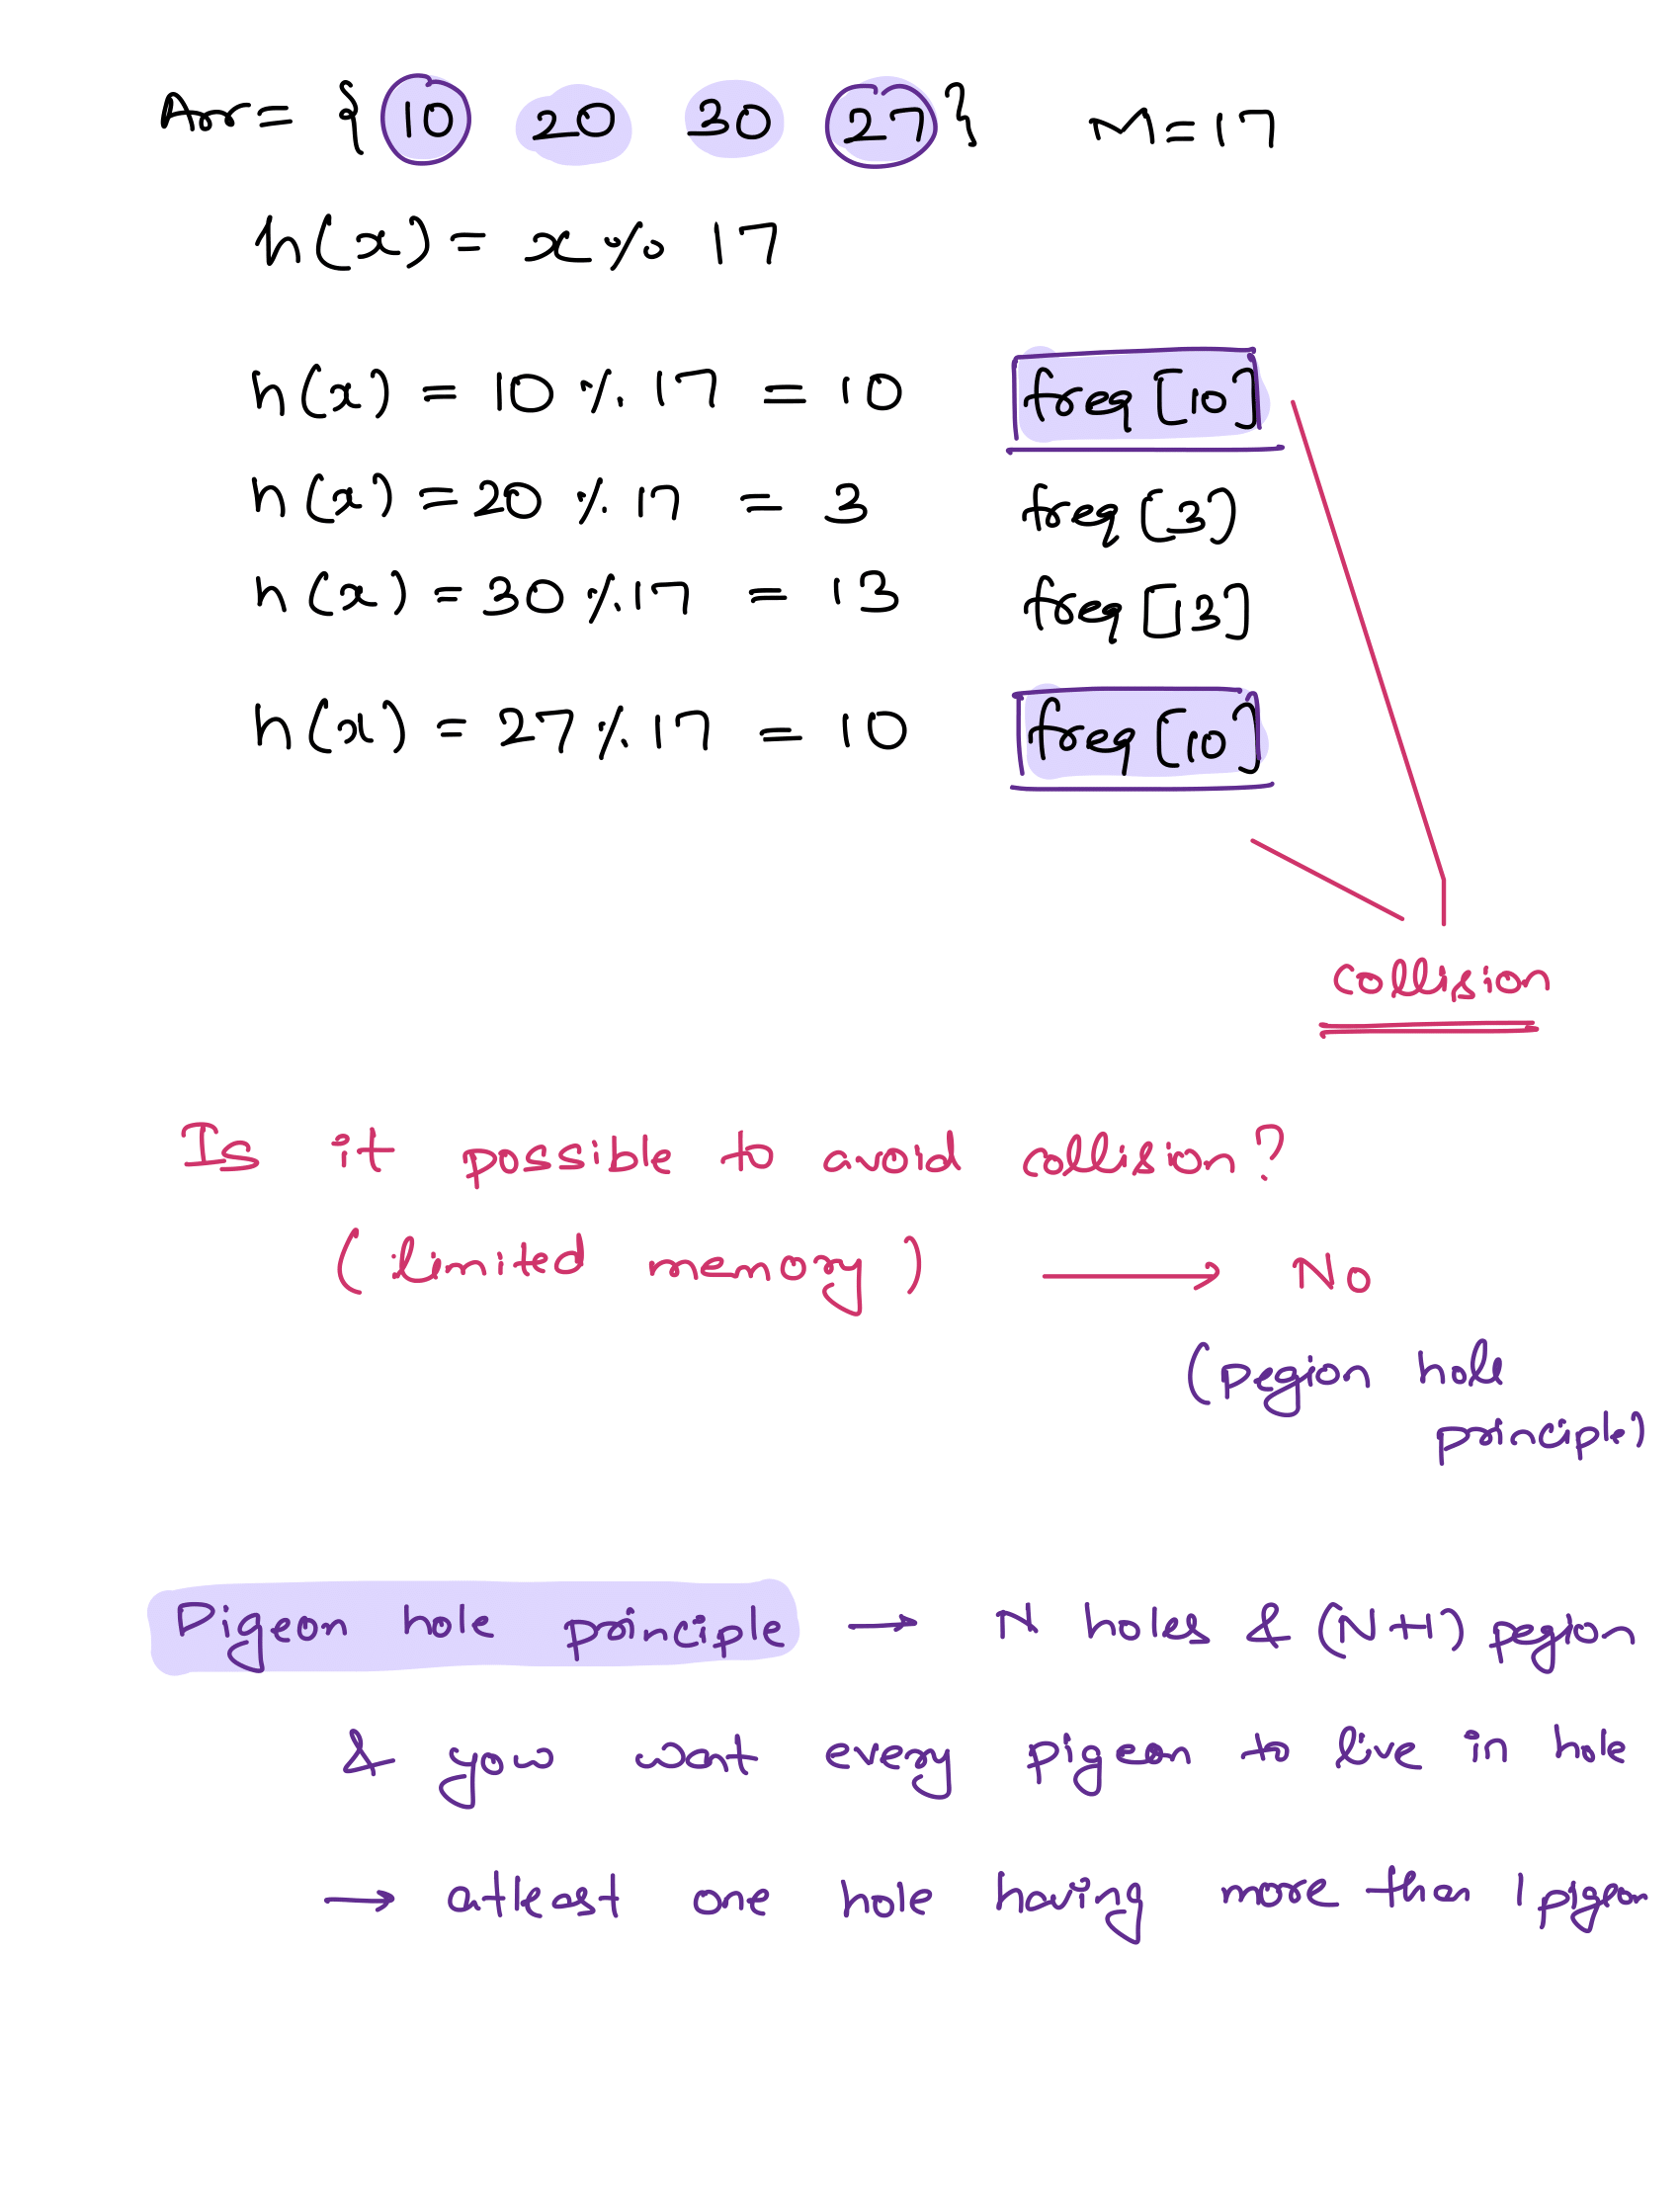 Arr = { 10 20 30 27 } M = 17
h(x) = x % 17
h(x) = 10 % 17 = 10 freq [10]
h(x) = 20 % 17 = 3 freq [3)
h(x) = 30 % 17 = 13 freq [13]
h(x) = 27 % 17 = 10 freq [10]
collision
Is it possible to avoid collision?
( limited memory ) → No
(pegion hole
principle)
Pigeon hole principle → N holes & (N+1) pegion
& you want every pigeon to live in hole
→ atleast one hole having more than 1 pigeon